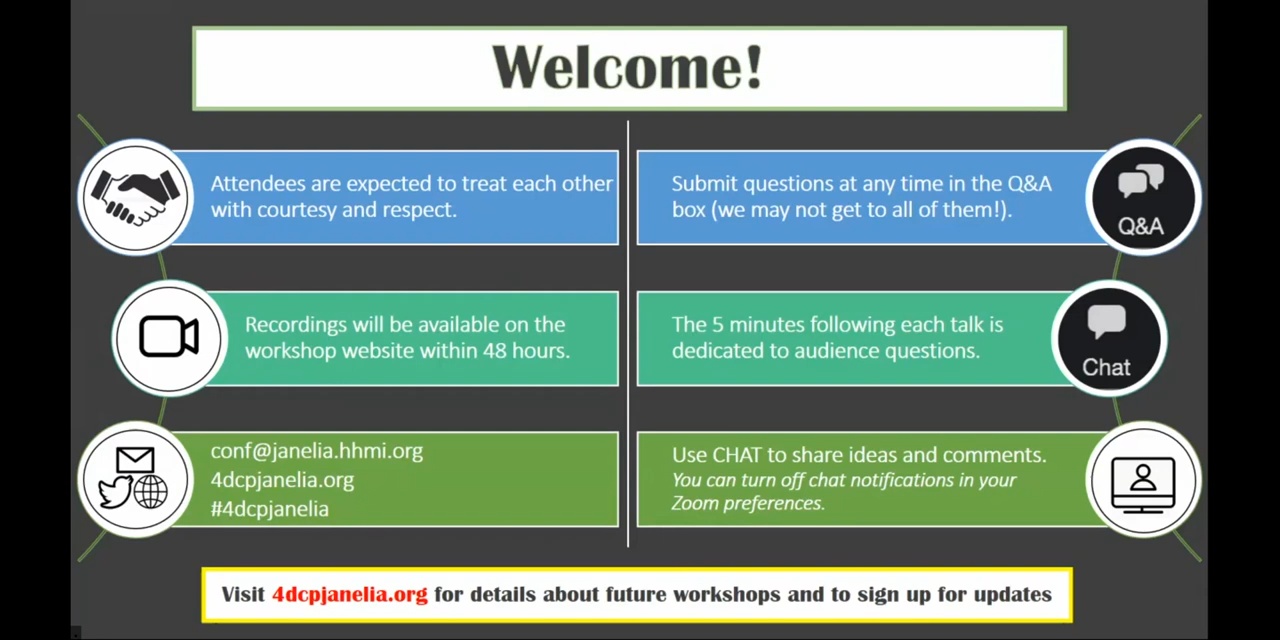 Welcome!
Attendees are expected to treat each other
with courtesy and respect.
Recordings will be available on the
workshop website within 48 hours.
conf@janelia.hhmi.org
4dcpjanelia.org
#4dcpjanelia
Submit questions at any time in the Q&A
box (we may not get to all of them!).
Q&A
The 5 minutes following each talk is
dedicated to audience questions.
Chat
Use CHAT to share ideas and comments.
You can turn off chat notifications in your
Zoom preferences.
Visit 4dcpjanelia.org for details about future workshops and to sign up for updates